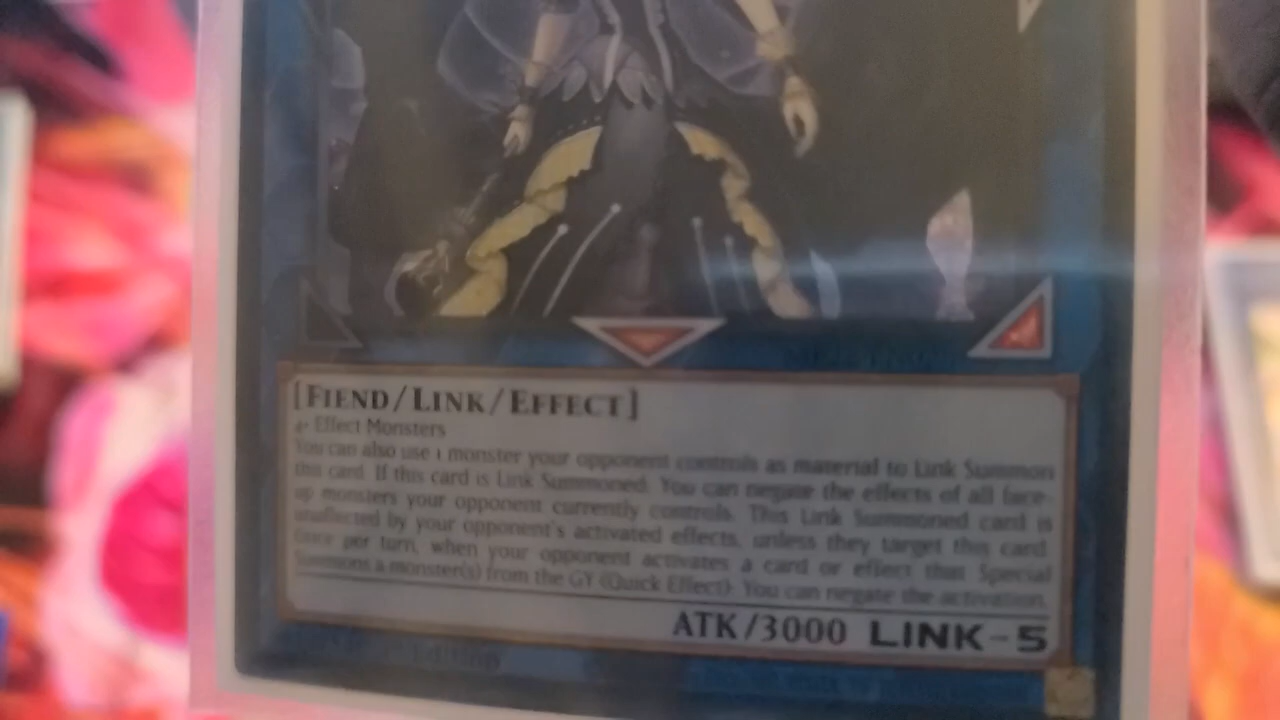 [FIEND/LINK/EFFECT]
4+ Effect Monsters
You can also use 1 monster your opponent controls as material to Link Summon
this card. If this card is Link Summoned: You can negate the effects of all face-
up monsters your opponent currently controls. This Link Summoned card is
unaffected by your opponent's activated effects, unless they target this card.
Once per turn, when your opponent activates a card or effect that Special
Summons a monster(s) from the GY (Quick Effect): You can negate the activation.
ATK/3000 LINK-5